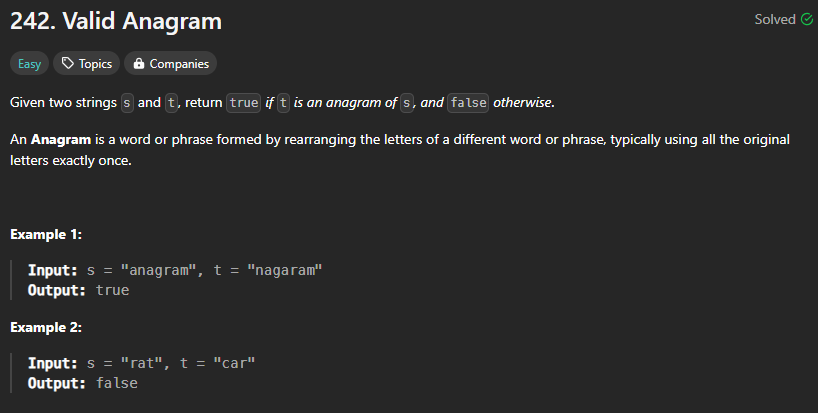 242. Valid Anagram
Solved
Easy
Topics
Companies
Given two strings s and t, return true if t is an anagram of s, and false otherwise.
An Anagram is a word or phrase formed by rearranging the letters of a different word or phrase, typically using all the original
letters exactly once.
Example 1:
Input: s = "anagram", t = "nagaram"
Output: true
Example 2:
Input: s = "rat", t = "car"
Output: false